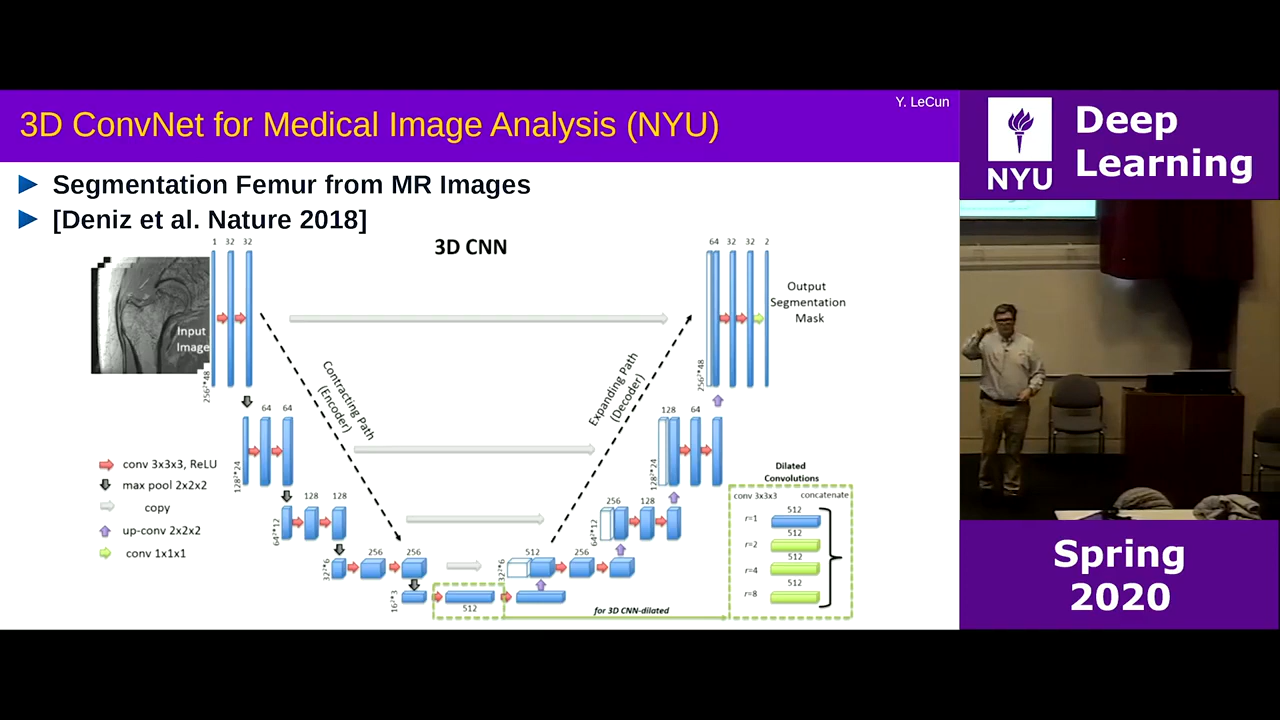 Y. LeCun
3D ConvNet for Medical Image Analysis (NYU)
Segmentation Femur from MR Images
[Deniz et al. Nature 2018]
3D CNN
1 32 32
64 32 32 2
Input
Image
Output
Segmentation
Mask
256²*48
256²*48
Contracting Path
(Encoder)
Expanding Path
(Decoder)
64 64
128 64
128²*24
128²*24
conv 3x3x3, ReLU
max pool 2x2x2
copy
up-conv 2x2x2
conv 1x1x1
128 128
256 128
64²*12
64²*12
256 256
512 256
32²*6
32²*6
16²*3
512
for 3D CNN-dilated
Dilated
Convolutions
conv 3x3x3 concatenate
512
r=1
512
r=2
512
r=4
512
r=8
NYU
Deep
Learning
Spring
2020